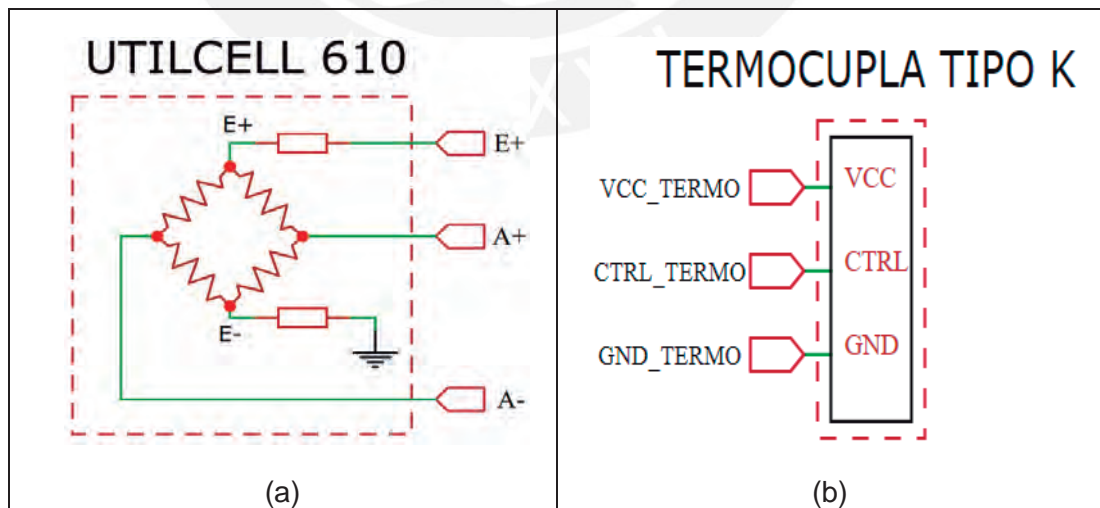 UTILCELL 610
E+
E+
A+
E-
A-
(a)
TERMOCUPLA TIPO K
VCC_TERMO
VCC
CTRL_TERMO
CTRL
GND_TERMO
GND
(b)